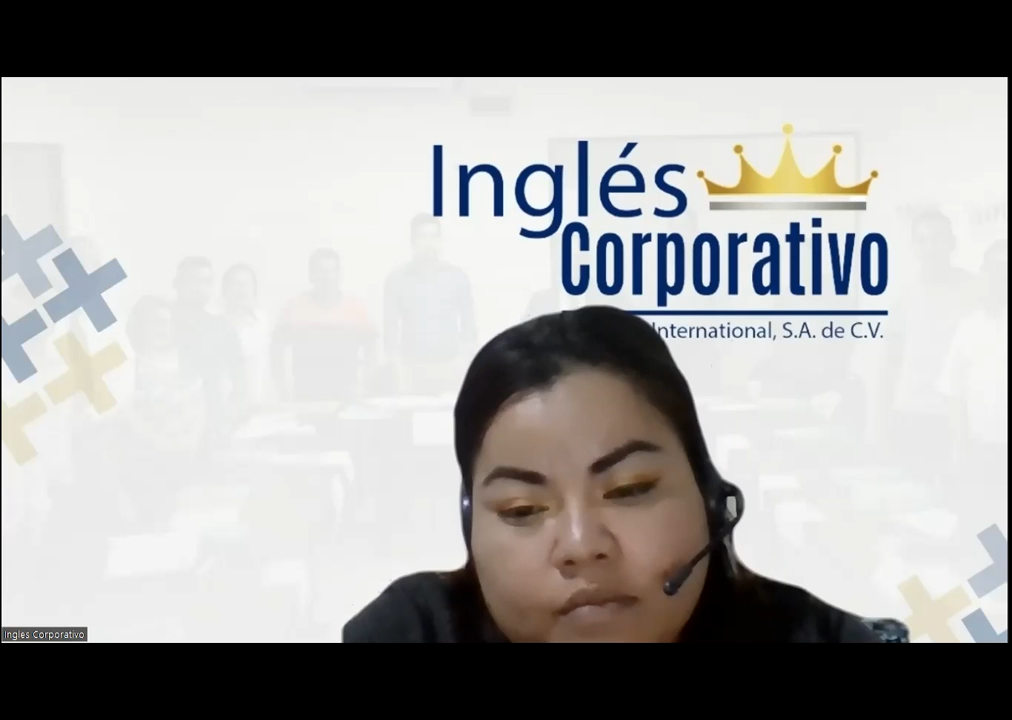 Inglés
Corporativo
International, S.A. de C.V.
Ingles Corporativo